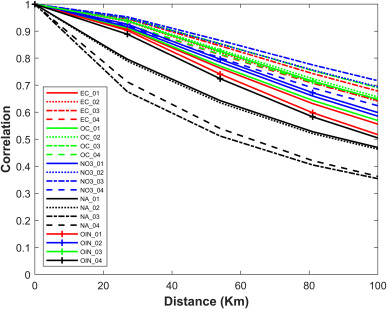 Correlation
1
0.9
0.8
0.7
0.6
0.5
0.4
0.3
0.2
0.1
0
EC_01
EC_02
EC_03
EC_04
OC_01
OC_02
OC_03
OC_04
NO3_01
NO3_02
NO3_03
NO3_04
NA_01
NA_02
NA_03
NA_04
OIN_01
OIN_02
OIN_03
OIN_04
0 20 40 60 80 100
Distance (Km)